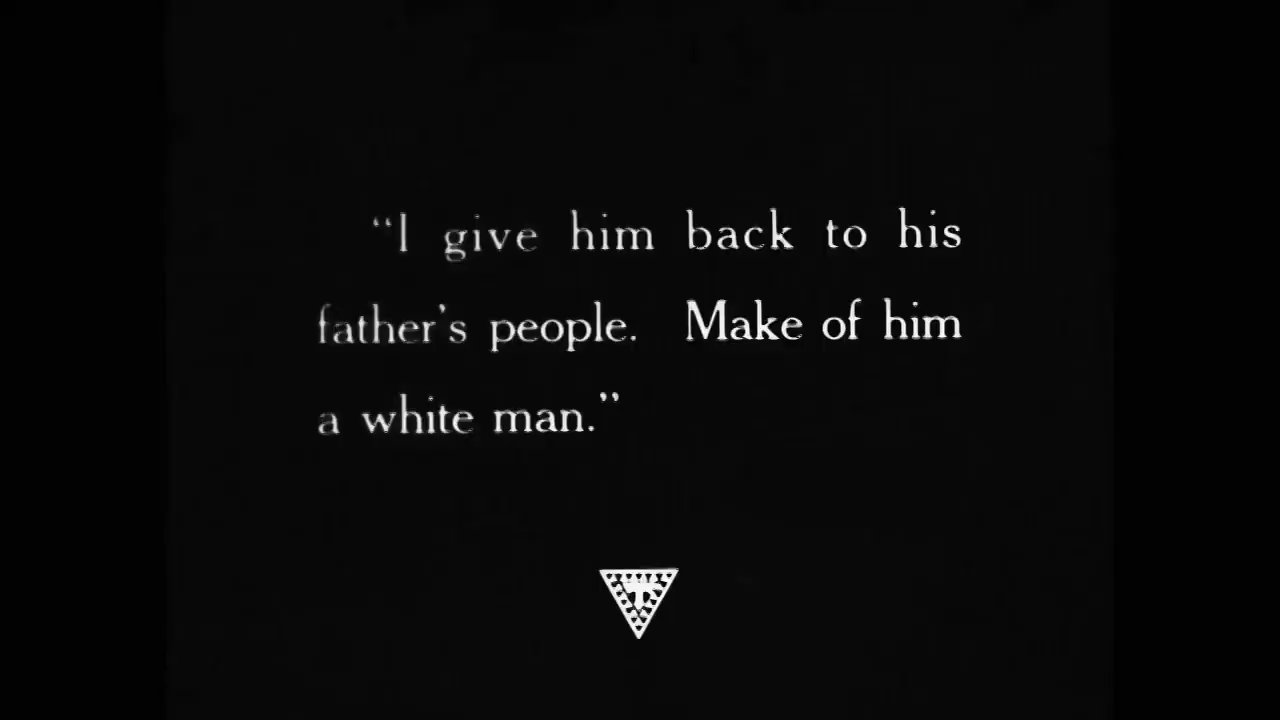 “I give him back to his
father’s people. Make of him
a white man.”